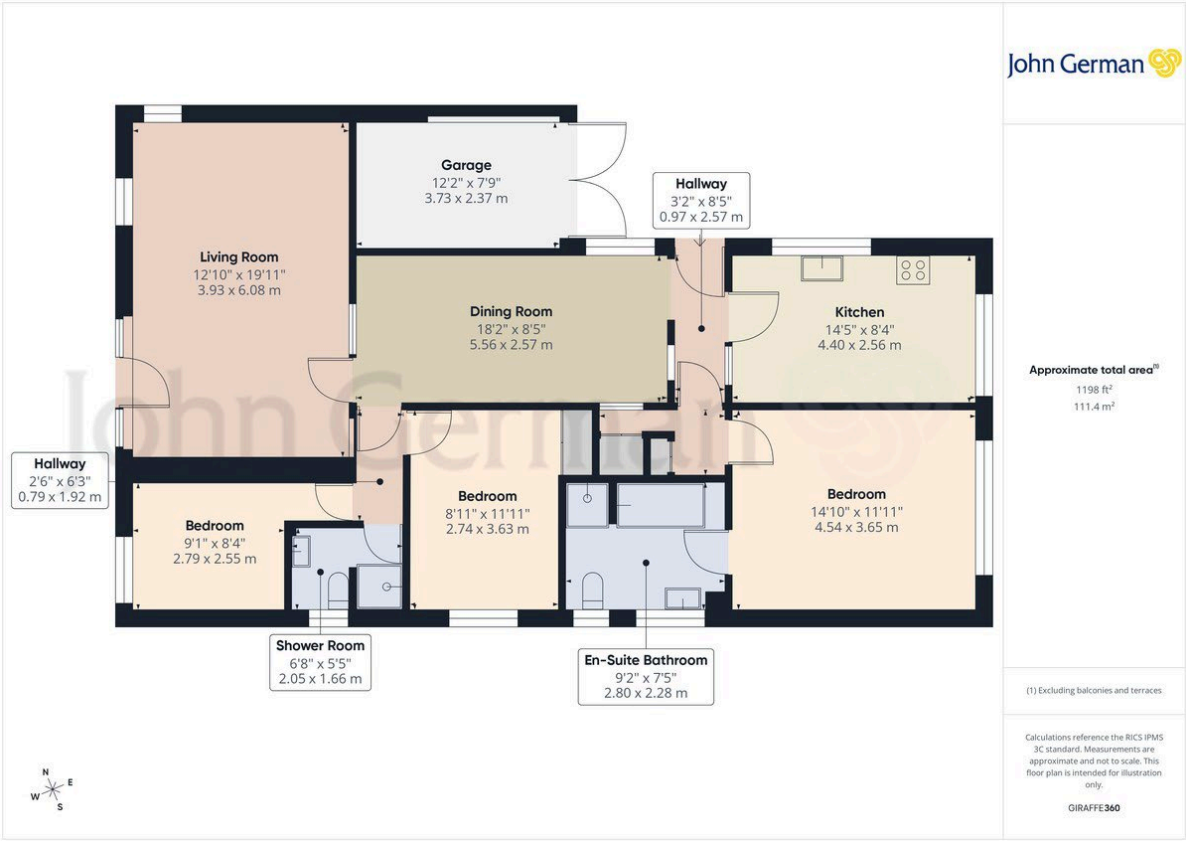 John German
Living Room
12'10" x 19'11"
3.93 x 6.08 m
Garage
12'2" x 7'9"
3.73 x 2.37 m
Hallway
3'2" x 8'5"
0.97 x 2.57 m
Dining Room
18'2" x 8'5"
5.56 x 2.57 m
Kitchen
14'5" x 8'4"
4.40 x 2.56 m
John German
Hallway
2'6" x 6'3"
0.79 x 1.92 m
Bedroom
9'1" x 8'4"
2.79 x 2.55 m
Bedroom
8'11" x 11'11"
2.74 x 3.63 m
Bedroom
14'10" x 11'11"
4.54 x 3.65 m
Shower Room
6'8" x 5'5"
2.05 x 1.66 m
En-Suite Bathroom
9'2" x 7'5"
2.80 x 2.28 m
N
E
W
S
Approximate total area⁽¹⁾
1198 ft²
111.4 m²
(1) Excluding balconies and terraces
Calculations reference the RICS IPMS
3C standard. Measurements are
approximate and not to scale. This
floor plan is intended for illustration
only.
GIRAFFE360